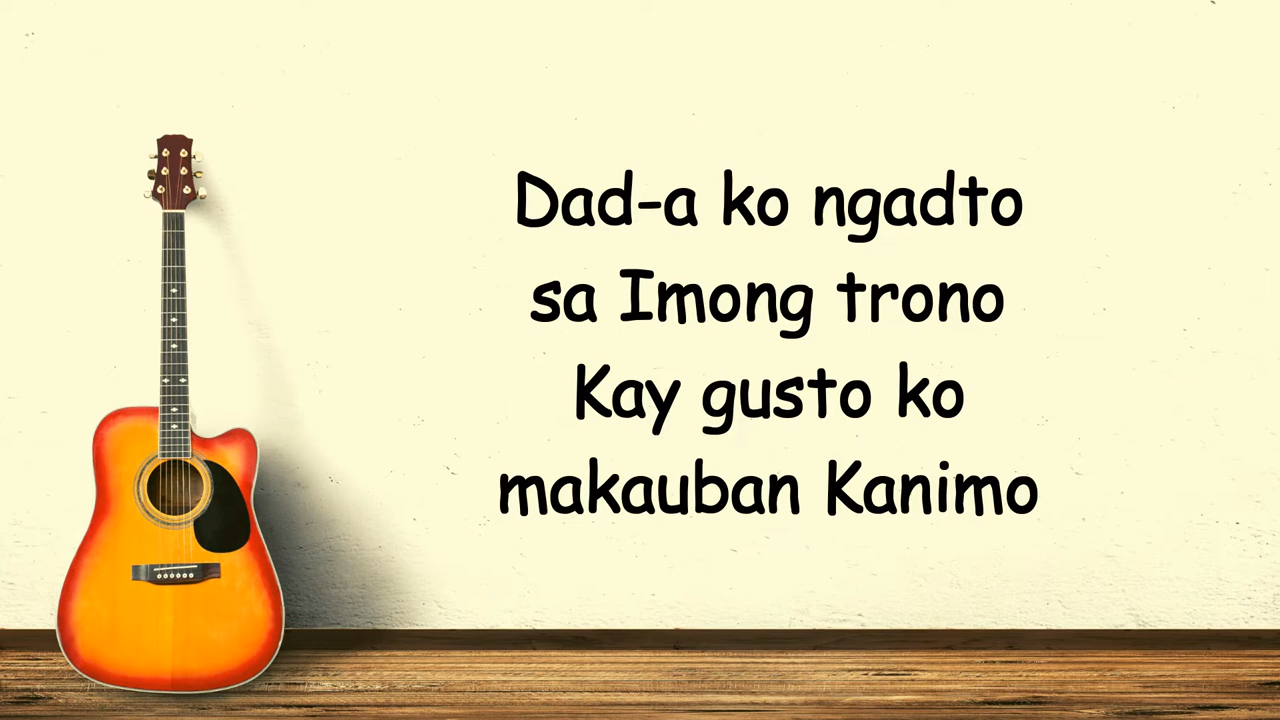 Dad-a ko ngadto
sa Imong trono
Kay gusto ko
makauban Kanimo